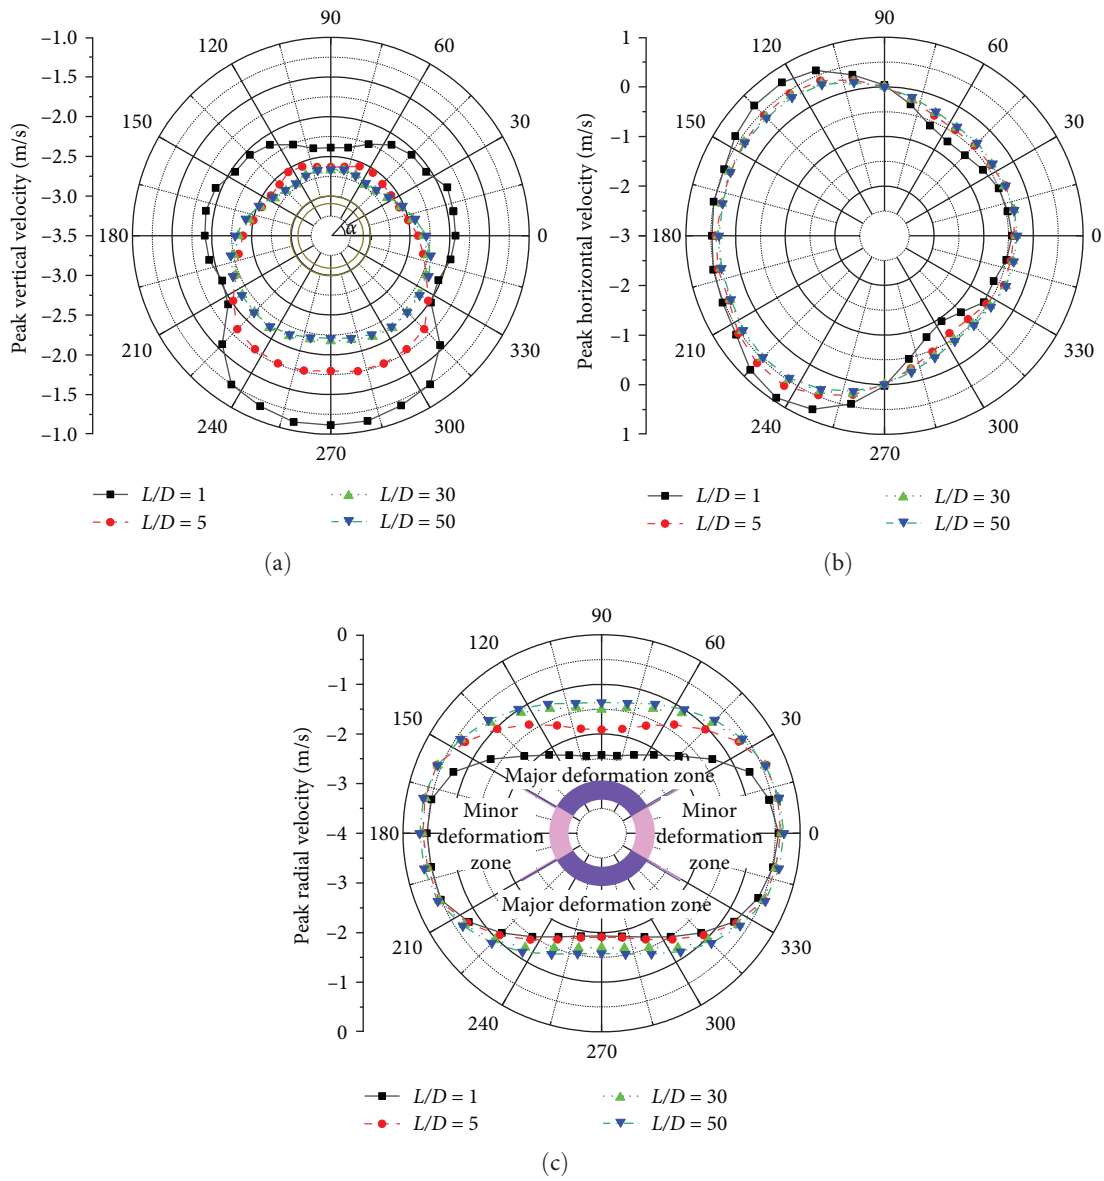 90
120
60
150
30
180
0
210
330
240
300
270
−1.0
−1.5
−2.0
−2.5
−3.0
−3.5
−3.0
−2.5
−2.0
−1.5
−1.0
Peak vertical velocity (m/s)
α
L/D = 1
L/D = 30
L/D = 5
L/D = 50
(a)
90
120
60
150
30
180
0
210
330
240
300
270
1
0
−1
−2
−3
−2
−1
0
1
Peak horizontal velocity (m/s)
L/D = 1
L/D = 30
L/D = 5
L/D = 50
(b)
90
120
60
150
30
180
0
210
330
240
300
270
0
−1
−2
−3
−4
−3
−2
−1
0
Peak radial velocity (m/s)
Major deformation zone
Minor
deformation
zone
Minor
deformation
zone
Major deformation zone
L/D = 1
L/D = 30
L/D = 5
L/D = 50
(c)